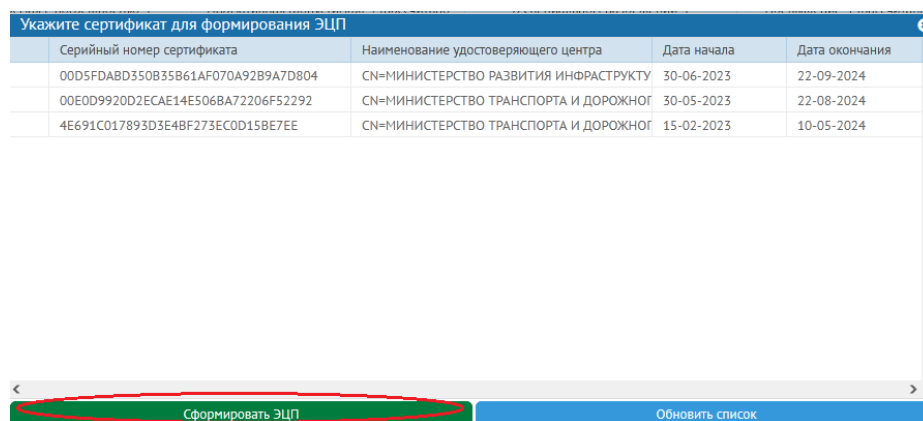 Укажите сертификат для формирования ЭЦП
Серийный номер сертификата Наименование удостоверяющего центра Дата начала Дата окончания
00D5FDABD350B35B61AF070A92B9A7D804 CN=МИНИСТЕРСТВО РАЗВИТИЯ ИНФРАСТРУКТУ 30-06-2023 22-09-2024
00E0D9920D2ECAE14E506BA72206F52292 CN=МИНИСТЕРСТВО ТРАНСПОРТА И ДОРОЖНОГ 30-05-2023 22-08-2024
4E691C017893D3E4BF273EC0D15BE7EE CN=МИНИСТЕРСТВО ТРАНСПОРТА И ДОРОЖНОГ 15-02-2023 10-05-2024
Сформировать ЭЦП Обновить список